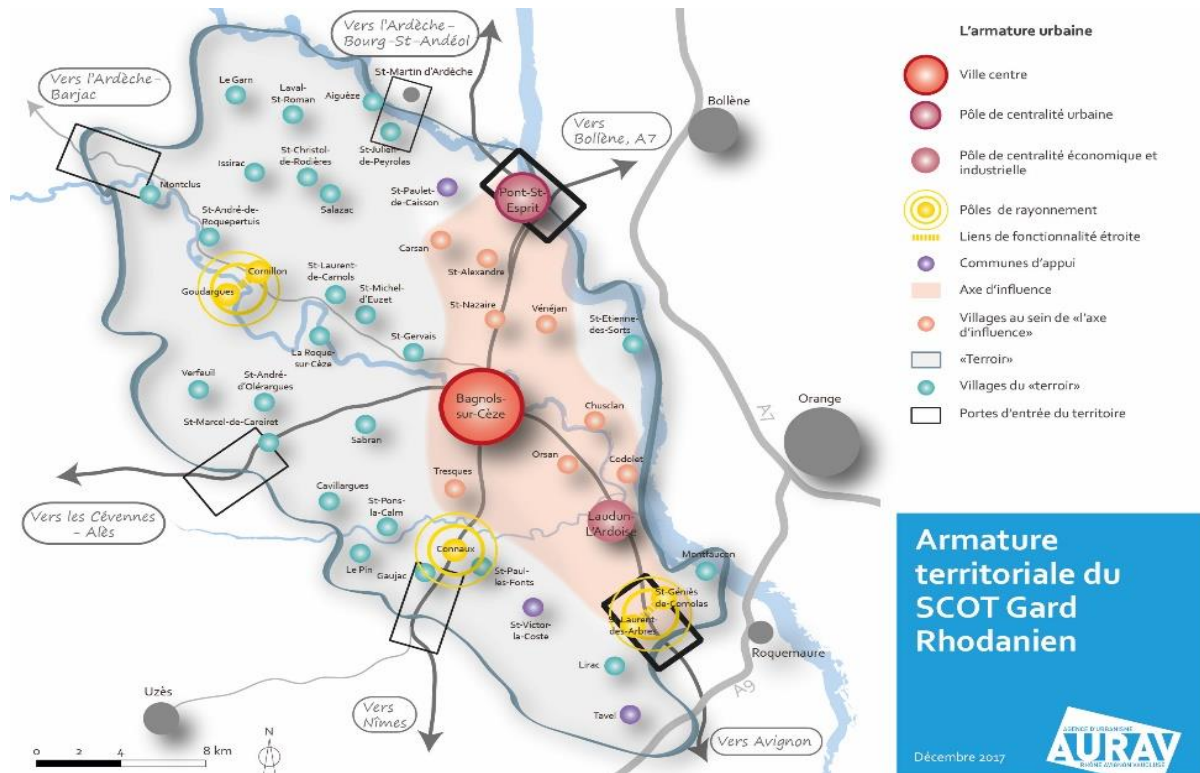 Vers l'Ardèche-
Bourg-St-Andéol
Vers l'Ardèche-
Barjac
St-Martin d'Ardèche
Le Garn
Laval-
St-Roman
Aiguèze
Bollène
Vers
Bollène, A7
St-Julien-
de-Peyrolas
St-Christol-
de-Rodières
Issirac
Montclus
Salazac
St-Paulet-
de-Caisson
Pont-St-
Esprit
St-André-de-
Roquepertuis
Carsan
St-Alexandre
Cornillon
Goudargues
St-Laurent-
de-Carnols
St-Michel-
d'Euzet
St-Nazaire
Vénéjan
St-Etienne-
des-Sorts
St-Gervais
La Roque-
sur-Cèze
Verfeuil
St-André-
d'Olérargues
St-Marcel-de-Careiret
Bagnols-
sur-Cèze
Sabran
Chusclan
Orange
A7
Orsan
Codolet
Tresques
Cavillargues
St-Pons-
la-Calm
Vers les Cévennes
- Alès
Laudun-
L'Ardoise
Connaux
Le Pin
Gaujac
St-Paul-
les-Fonts
Montfaucon
St-Géniès
de-Comolas
St-Laurent-
des-Arbres
St-Victor-
la-Coste
Roquemaure
Lirac
Tavel
A9
Uzès
Vers
Nîmes
Vers Avignon
0 2 4 8 km
N
L'armature urbaine
Ville centre
Pôle de centralité urbaine
Pôle de centralité économique et
industrielle
Pôles de rayonnement
Liens de fonctionnalité étroite
Communes d'appui
Axe d'influence
Villages au sein de «l'axe
d'influence»
«Terroir»
Villages du «terroir»
Portes d'entrée du territoire
Armature
territoriale du
SCOT Gard
Rhodanien
Décembre 2017
AGENCE D'URBANISME
AURAV
RHÔNE AVIGNON VAUCLUSE